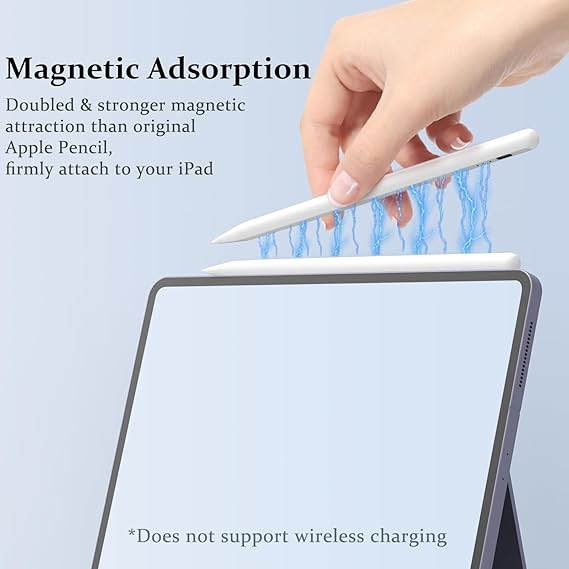 Magnetic Adsorption
Doubled & stronger magnetic
attraction than original
Apple Pencil,
firmly attach to your iPad
*Does not support wireless charging